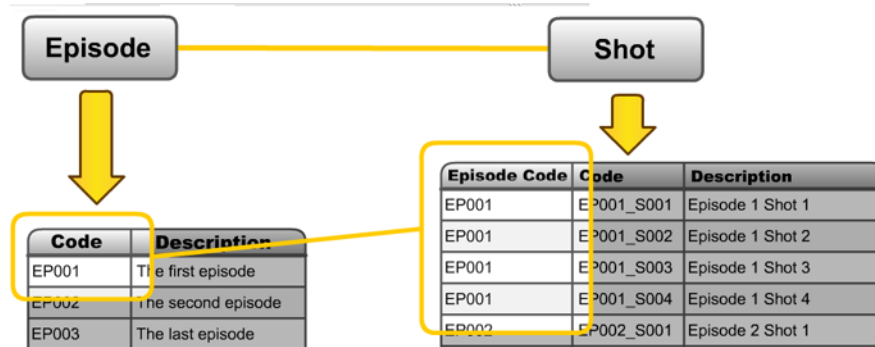 Episode
Shot
Episode Code Code Description
EP001 EP001_S001 Episode 1 Shot 1
EP001 EP001_S002 Episode 1 Shot 2
EP001 EP001_S003 Episode 1 Shot 3
EP001 EP001_S004 Episode 1 Shot 4
EP002 EP002_S001 Episode 2 Shot 1
Code Description
EP001 The first episode
EP002 The second episode
EP003 The last episode